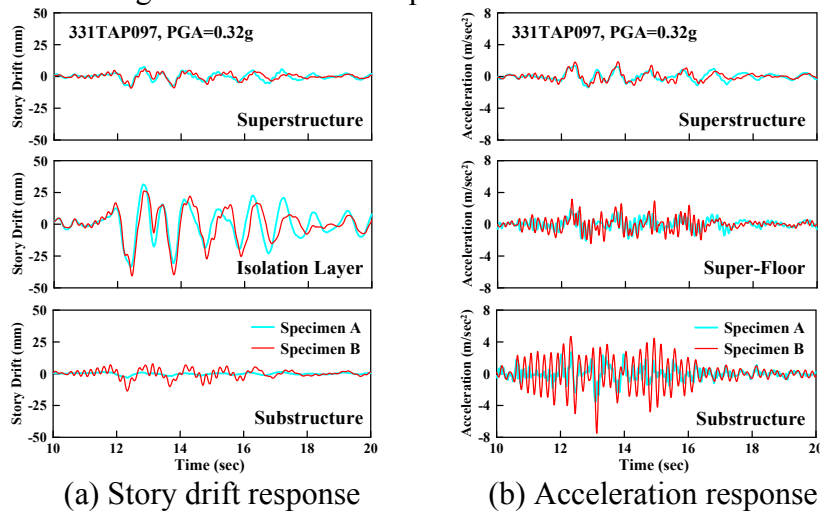 331TAP097, PGA=0.32g
Story Drift (mm)
50
25
0
-25
-50
Superstructure
Story Drift (mm)
50
25
0
-25
-50
Isolation Layer
Story Drift (mm)
50
25
0
-25
-50
Specimen A
Specimen B
Substructure
10 12 14 16 18 20
Time (sec)
(a) Story drift response
331TAP097, PGA=0.32g
Acceleration (m/sec²)
8
4
0
-4
-8
Superstructure
Acceleration (m/sec²)
8
4
0
-4
-8
Super-Floor
Acceleration (m/sec²)
8
4
0
-4
-8
Specimen A
Specimen B
Substructure
10 12 14 16 18 20
Time (sec)
(b) Acceleration response